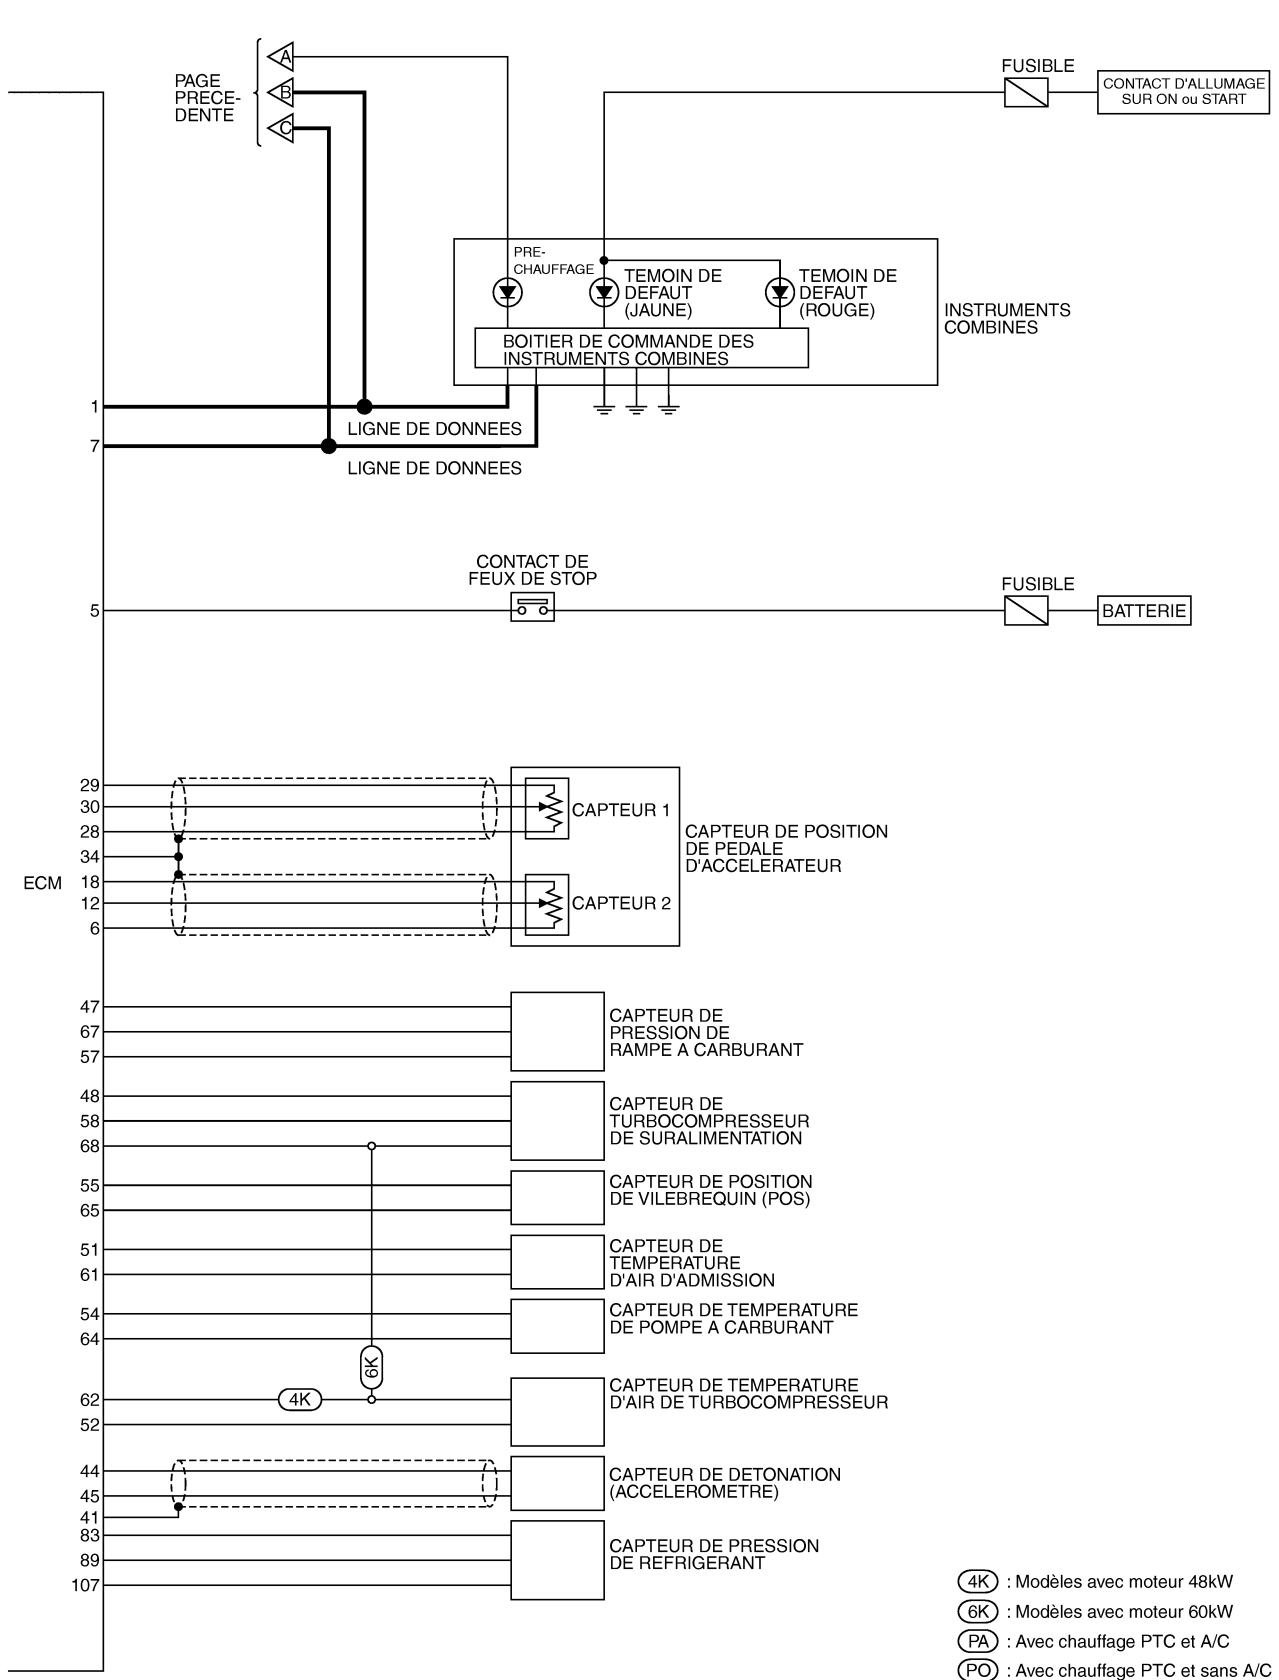 PAGE
PRECE-
DENTE
A
B
C
FUSIBLE
CONTACT D'ALLUMAGE
SUR ON ou START
PRE-
CHAUFFAGE
TEMOIN DE
DEFAUT
(JAUNE)
TEMOIN DE
DEFAUT
(ROUGE)
INSTRUMENTS
COMBINES
BOITIER DE COMMANDE DES
INSTRUMENTS COMBINES
1
LIGNE DE DONNEES
7
LIGNE DE DONNEES
CONTACT DE
FEUX DE STOP
FUSIBLE
5
BATTERIE
29
30
28
34
18
12
6
ECM
CAPTEUR 1
CAPTEUR 2
CAPTEUR DE POSITION
DE PEDALE
D'ACCELERATEUR
47
67
57
CAPTEUR DE
PRESSION DE
RAMPE A CARBURANT
48
58
68
CAPTEUR DE
TURBOCOMPRESSEUR
DE SURALIMENTATION
55
65
CAPTEUR DE POSITION
DE VILEBREQUIN (POS)
51
61
CAPTEUR DE
TEMPERATURE
D'AIR D'ADMISSION
54
64
CAPTEUR DE TEMPERATURE
DE POMPE A CARBURANT
6K
62
4K
52
CAPTEUR DE TEMPERATURE
D'AIR DE TURBOCOMPRESSEUR
44
45
41
CAPTEUR DE DETONATION
(ACCELEROMETRE)
83
89
107
CAPTEUR DE PRESSION
DE REFRIGERANT
4K : Modèles avec moteur 48kW
6K : Modèles avec moteur 60kW
PA : Avec chauffage PTC et A/C
PO : Avec chauffage PTC et sans A/C